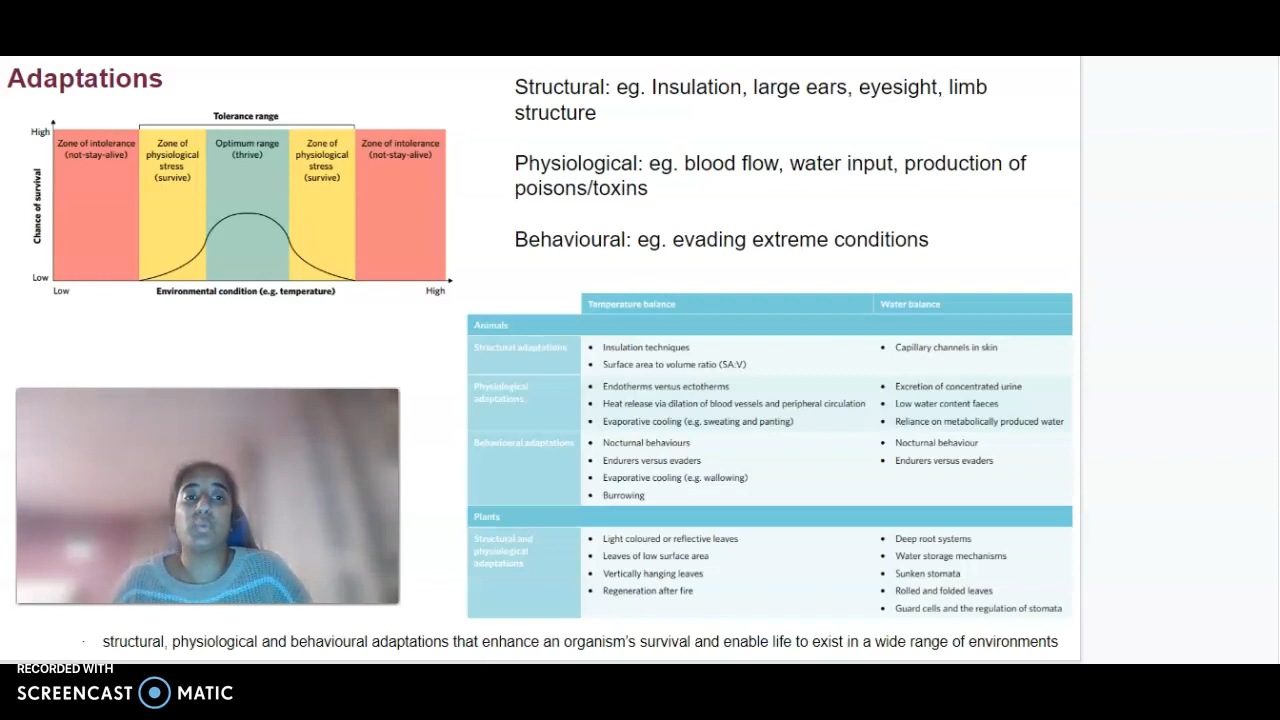 Adaptations
Tolerance range
High
Zone of intolerance
(not-stay-alive)
Zone of
physiological
stress
(survive)
Optimum range
(thrive)
Zone of
physiological
stress
(survive)
Zone of intolerance
(not-stay-alive)
Chance of survival
Low
Low
Environmental condition (e.g. temperature)
High
Structural: eg. Insulation, large ears, eyesight, limb
structure
Physiological: eg. blood flow, water input, production of
poisons/toxins
Behavioural: eg. evading extreme conditions
Temperature balance
Water balance
Animals
Structural adaptations
• Insulation techniques
• Surface area to volume ratio (SA:V)
• Capillary channels in skin
Physiological
adaptations
• Endotherms versus ectotherms
• Heat release via dilation of blood vessels and peripheral circulation
• Evaporative cooling (e.g. sweating and panting)
• Excretion of concentrated urine
• Low water content faeces
• Reliance on metabolically produced water
Behavioural adaptations
• Nocturnal behaviours
• Endurers versus evaders
• Evaporative cooling (e.g. wallowing)
• Burrowing
• Nocturnal behaviour
• Endurers versus evaders
Plants
Structural and
physiological
adaptations
• Light coloured or reflective leaves
• Leaves of low surface area
• Vertically hanging leaves
• Regeneration after fire
• Deep root systems
• Water storage mechanisms
• Sunken stomata
• Rolled and folded leaves
• Guard cells and the regulation of stomata
· structural, physiological and behavioural adaptations that enhance an organism's survival and enable life to exist in a wide range of environments
RECORDED WITH
SCREENCAST MATIC